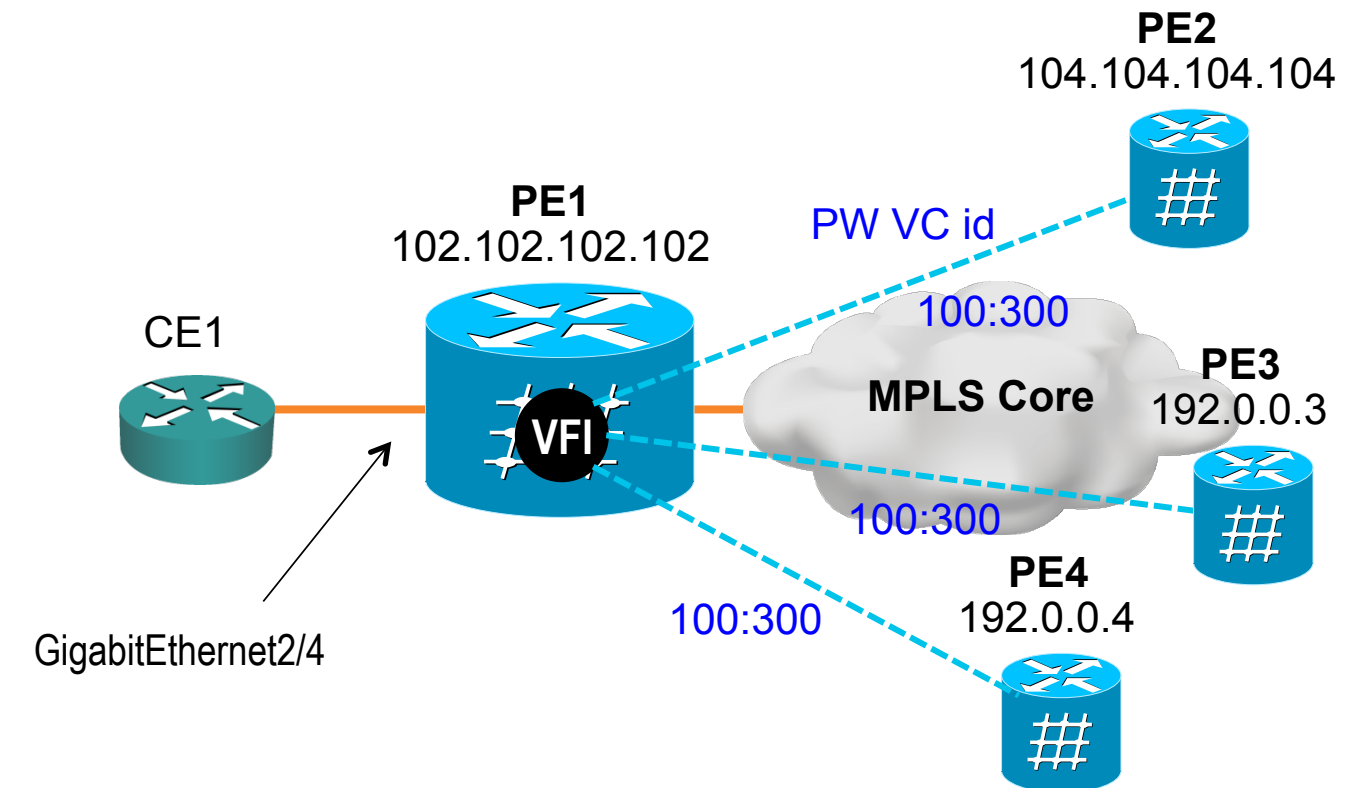 PE2
104.104.104.104
PE1
102.102.102.102
PW VC id
100:300
CE1
MPLS Core
PE3
192.0.0.3
VFI
100:300
PE4
192.0.0.4
100:300
GigabitEthernet2/4